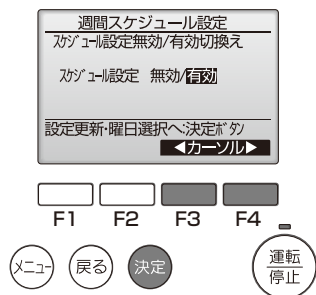 週間スケジュール設定
ｽｹｼﾞｭｰﾙ設定無効/有効切換え
ｽｹｼﾞｭｰﾙ設定 無効/有効
設定更新･曜日選択へ:決定ﾎﾞﾀﾝ
◀カーソル▶
F1 F2 F3 F4
メニュー 戻る 決定 運転
停止